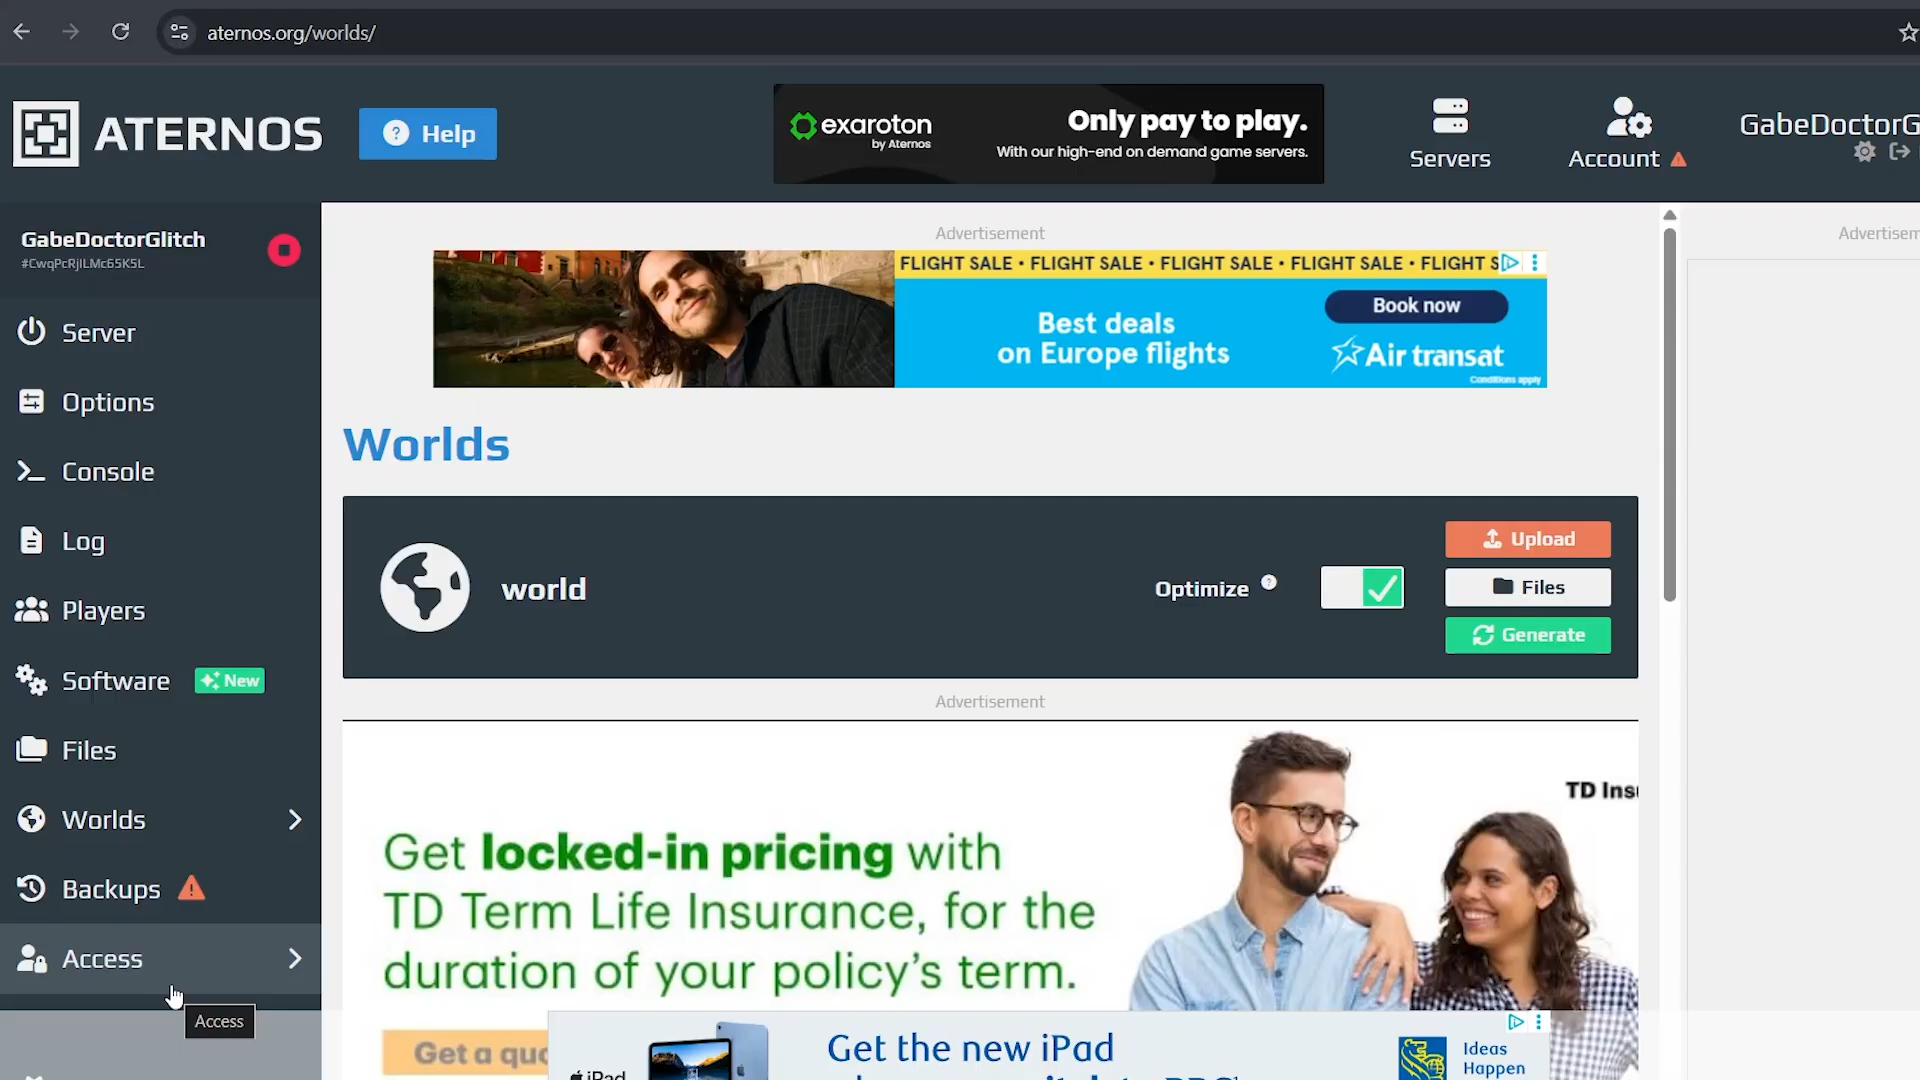 aternos.org/worlds/
ATERNOS
Help
exaroton
by Aternos
Only pay to play.
With our high-end on demand game servers.
Servers
Account
GabeDoctorG
GabeDoctorGlitch
#CwqPcRjILMc65K5L
Server
Options
Console
Log
Players
Software
New
Files
Worlds
Backups
Access
Access
Advertisement
FLIGHT SALE • FLIGHT SALE • FLIGHT SALE • FLIGHT SALE • FLIGHT S
Best deals
on Europe flights
Book now
Air transat
Conditions apply
Worlds
world
Optimize
Upload
Files
Generate
Advertisement
TD Insu
Get locked-in pricing with
TD Term Life Insurance, for the
duration of your policy's term.
Get a quo
iPad
Get the new iPad
Ideas
Happen
Advertisem